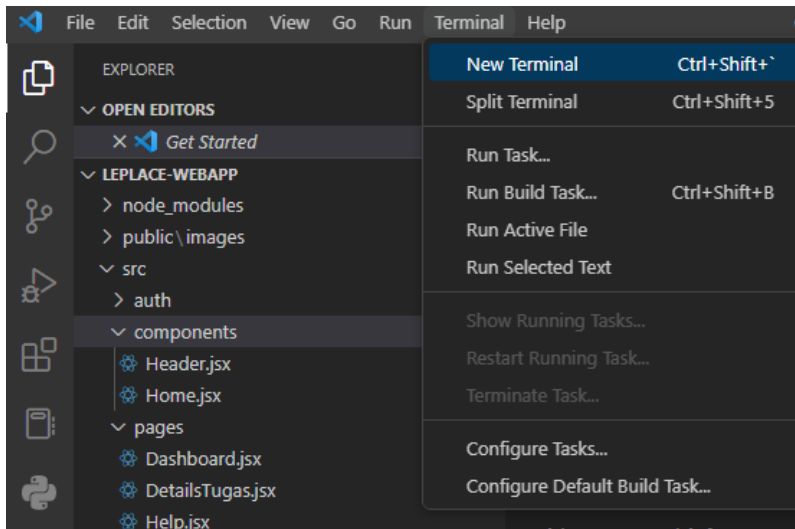 File Edit Selection View Go Run Terminal Help
EXPLORER
OPEN EDITORS
Get Started
LEPLACE-WEBAPP
node_modules
public\images
src
auth
components
Header.jsx
Home.jsx
pages
Dashboard.jsx
DetailsTugas.jsx
Help.jsx
New Terminal Ctrl+Shift+`
Split Terminal Ctrl+Shift+5
Run Task...
Run Build Task... Ctrl+Shift+B
Run Active File
Run Selected Text
Show Running Tasks...
Restart Running Task...
Terminate Task...
Configure Tasks...
Configure Default Build Task...